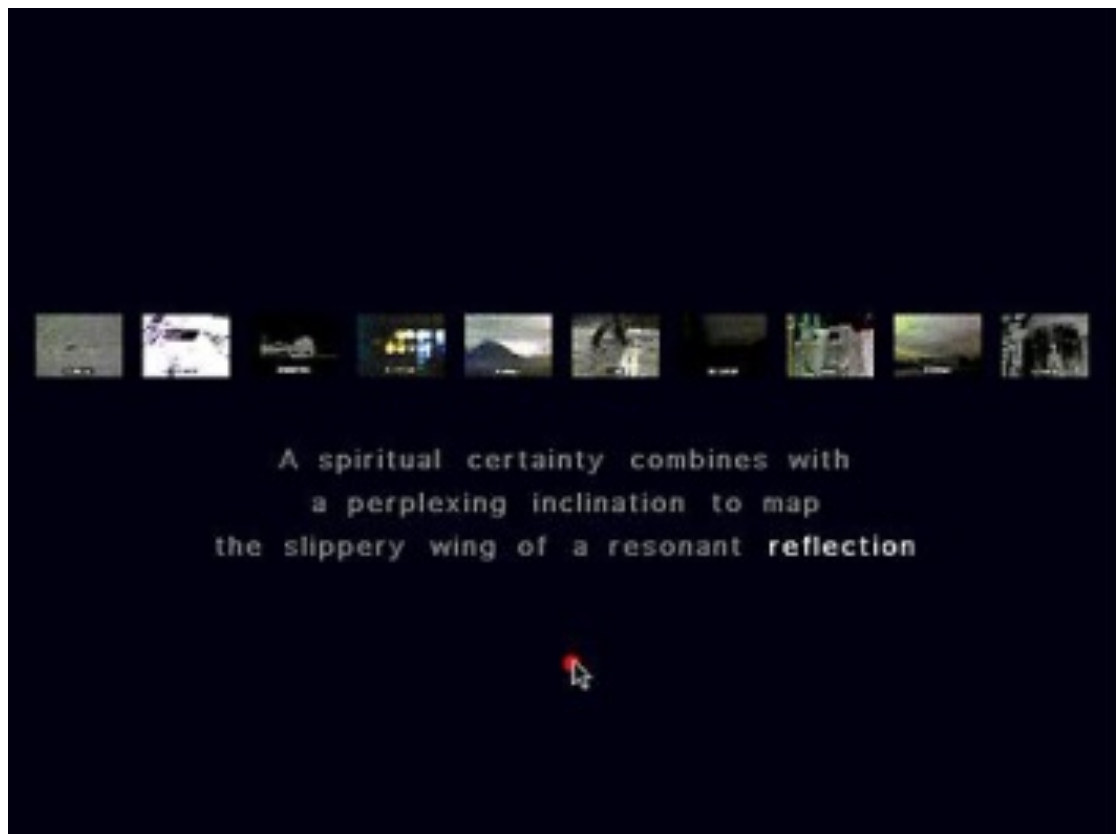 A spiritual certainty combines with
a perplexing inclination to map
the slippery wing of a resonant reflection